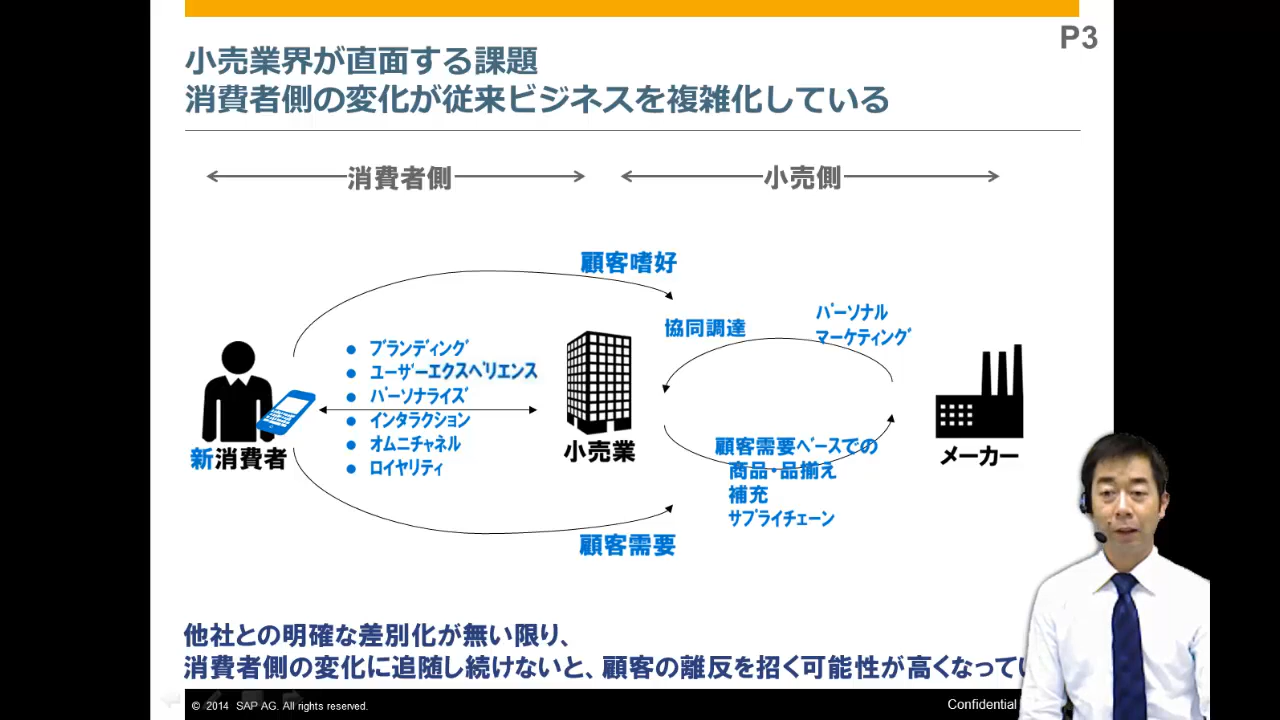 P3
小売業界が直面する課題
消費者側の変化が従来ビジネスを複雑化している
消費者側
小売側
顧客嗜好
協同調達
パーソナル
マーケティング
● ブランディング
● ユーザーエクスペリエンス
● パーソナライズ
● インタラクション
● オムニチャネル
● ロイヤリティ
新消費者
小売業
メーカー
顧客需要ベースでの
商品・品揃え
補充
サプライチェーン
顧客需要
他社との明確な差別化が無い限り、
消費者側の変化に追随し続けないと、顧客の離反を招く可能性が高くなってい
© 2014 SAP AG. All rights reserved.
Confidential